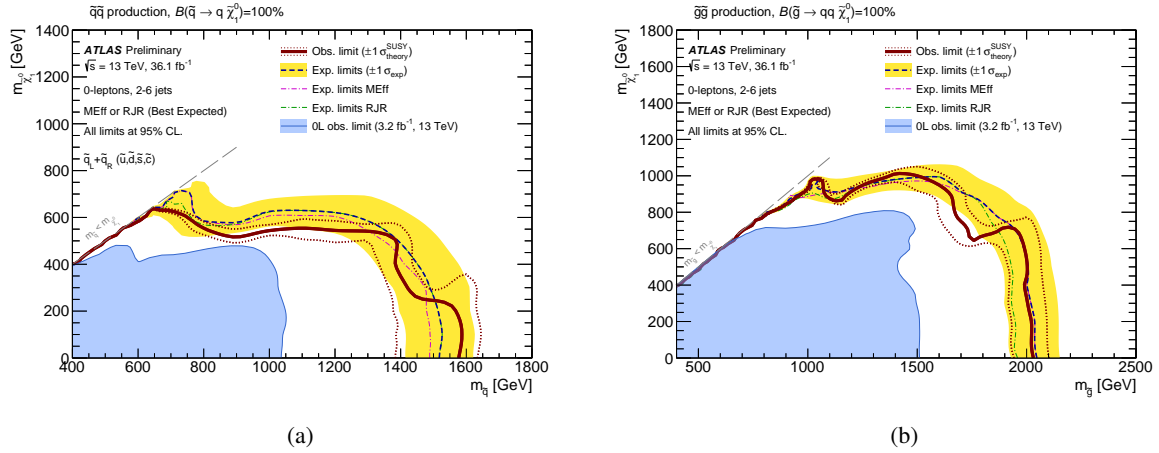 q̃q̃ production, B(q̃ → q χ̃₁⁰)=100%
m_χ̃₁⁰ [GeV]
1400
1200
1000
800
600
400
200
0
ATLAS Preliminary
√s = 13 TeV, 36.1 fb⁻¹
0-leptons, 2-6 jets
MEff or RJR (Best Expected)
All limits at 95% CL.
q̃_L+q̃_R (ũ,d̃,s̃,c̃)
Obs. limit (±1 σ_theory^SUSY)
Exp. limits (±1 σ_exp)
Exp. limits MEff
Exp. limits RJR
0L obs. limit (3.2 fb⁻¹, 13 TeV)
m_q̃ < m_χ̃₁⁰
400 600 800 1000 1200 1400 1600 1800
m_q̃ [GeV]
(a)
g̃g̃ production, B(g̃ → qq χ̃₁⁰)=100%
m_χ̃₁⁰ [GeV]
1800
1600
1400
1200
1000
800
600
400
200
0
ATLAS Preliminary
√s = 13 TeV, 36.1 fb⁻¹
0-leptons, 2-6 jets
MEff or RJR (Best Expected)
All limits at 95% CL.
Obs. limit (±1 σ_theory^SUSY)
Exp. limits (±1 σ_exp)
Exp. limits MEff
Exp. limits RJR
0L obs. limit (3.2 fb⁻¹, 13 TeV)
m_g̃ < m_χ̃₁⁰
500 1000 1500 2000 2500
m_g̃ [GeV]
(b)